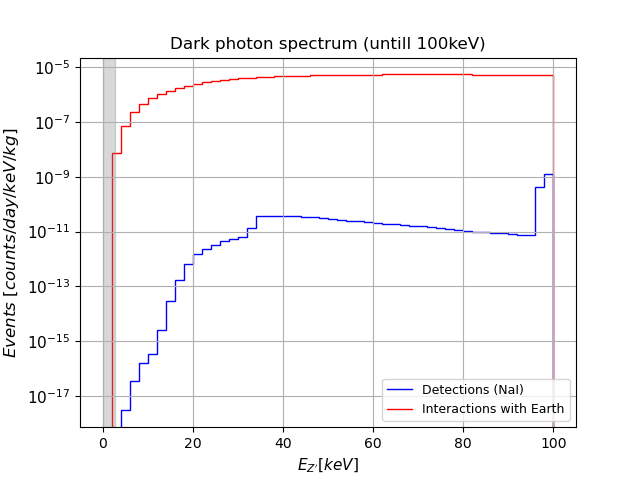 Dark photon spectrum (untill 100keV)
Events [counts/day/keV/kg]
10⁻⁵
10⁻⁷
10⁻⁹
10⁻¹¹
10⁻¹³
10⁻¹⁵
10⁻¹⁷
Detections (NaI)
Interactions with Earth
0 20 40 60 80 100
E_{Z'}[keV]